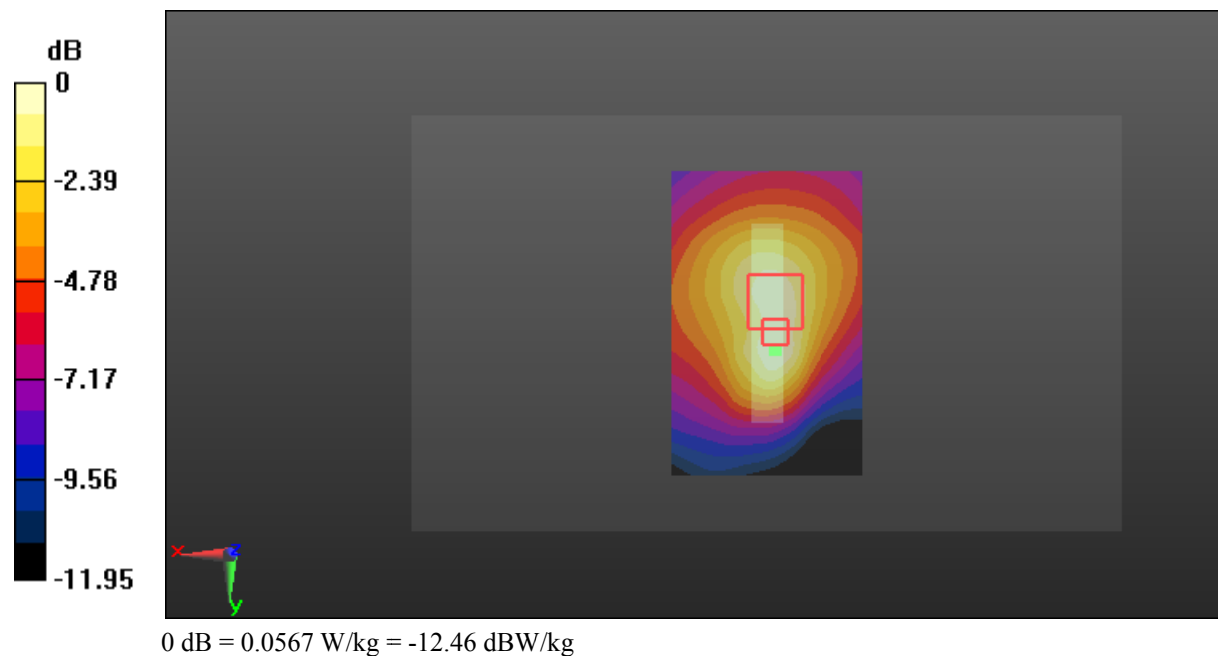 dB
0
-2.39
-4.78
-7.17
-9.56
-11.95
x
z
y
0 dB = 0.0567 W/kg = -12.46 dBW/kg